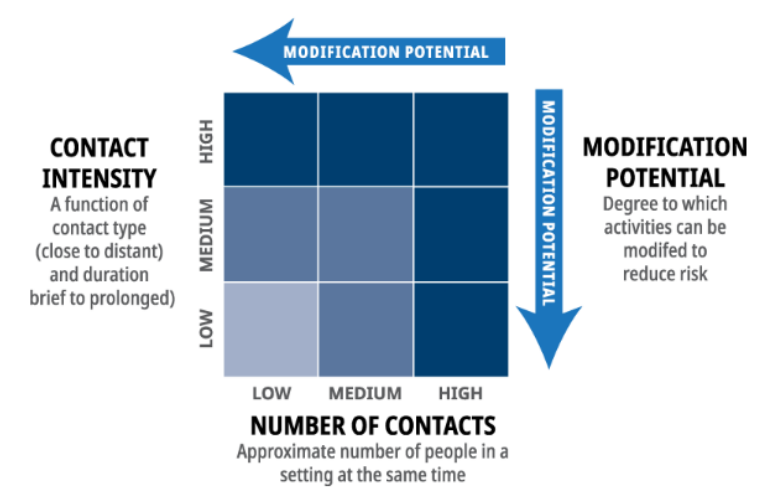 MODIFICATION POTENTIAL
CONTACT
INTENSITY
A function of
contact type
(close to distant)
and duration
brief to prolonged)
HIGH
MEDIUM
LOW
MODIFICATION POTENTIAL
MODIFICATION
POTENTIAL
Degree to which
activities can be
modifed to
reduce risk
LOW MEDIUM HIGH
NUMBER OF CONTACTS
Approximate number of people in a
setting at the same time